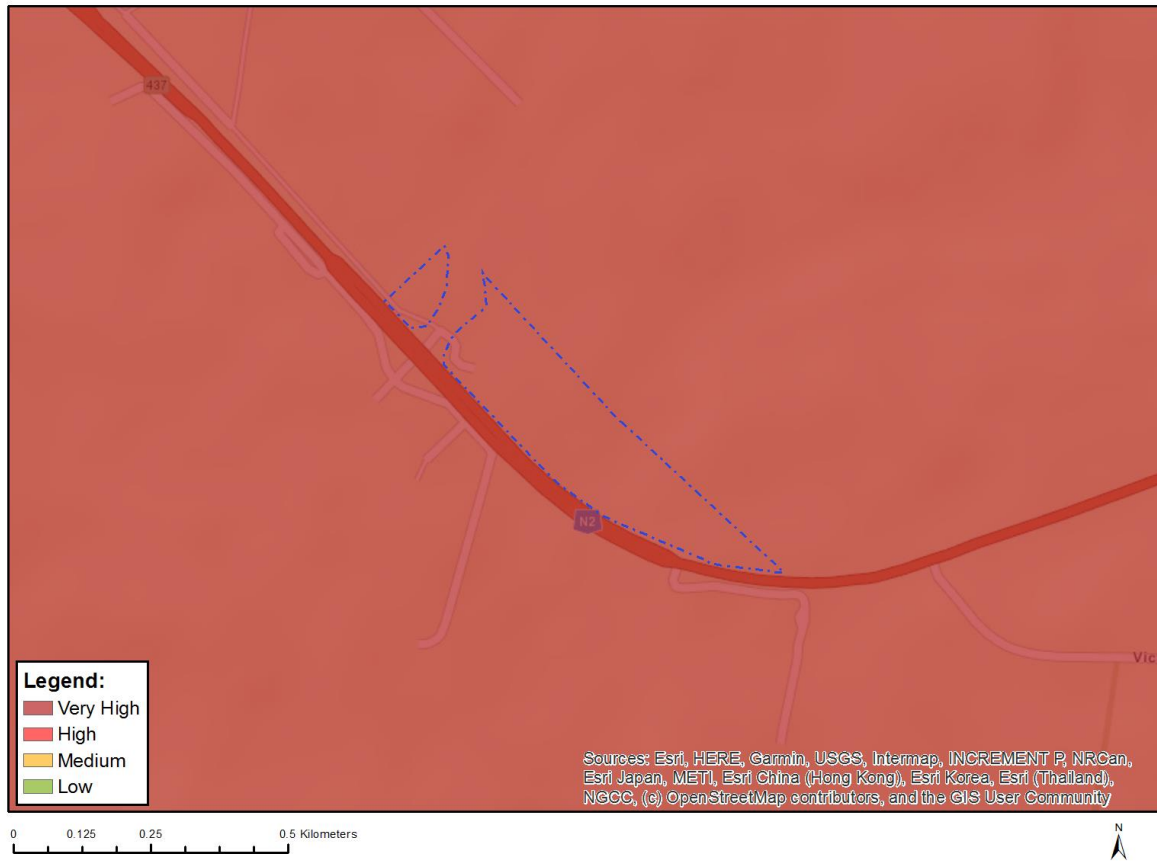 437
N2
Vic
Legend:
Very High
High
Medium
Low
Sources: Esri, HERE, Garmin, USGS, Intermap, INCREMENT P, NRCan,
Esri Japan, METI, Esri China (Hong Kong), Esri Korea, Esri (Thailand),
NGCC, (c) OpenStreetMap contributors, and the GIS User Community
0 0.125 0.25 0.5 Kilometers
N